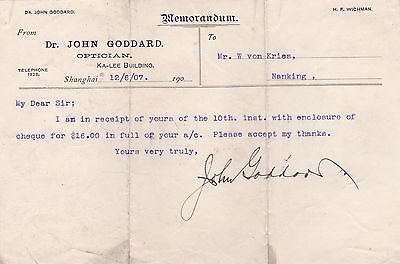 DR. JOHN GODDARD.
H. F. WICHMAN.
Memorandum.
From
To
Dr. JOHN GODDARD.
OPTICIAN,
KA-LEE BUILDING,
TELEPHONE
1225.
Shanghai 12/6/07. 190
Mr. W von Kries,
Nanking,
My Dear Sir;
I am in receipt of yours of the 10th. inst. with enclosure of
cheque for $16.00 in full of your a/c. Please accept my thanks.
Yours very truly,
John Goddard